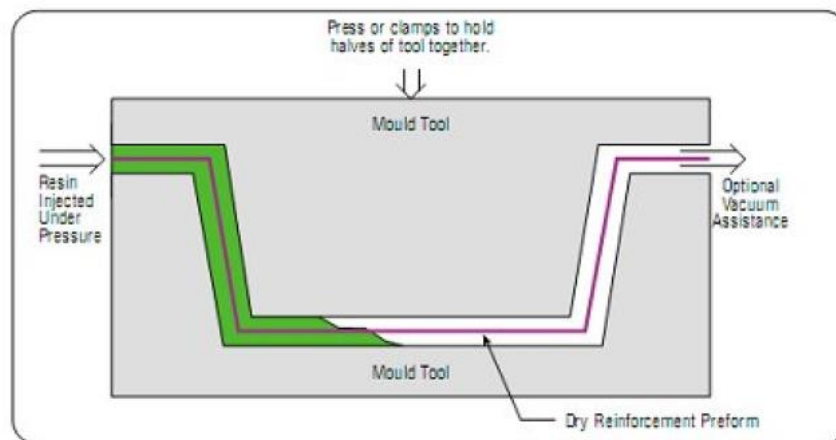 Press or clamps to hold
halves of tool together.
Mould Tool
Resin
Injected
Under
Pressure
Optional
Vacuum
Assistance
Mould Tool
Dry Reinforcement Preform